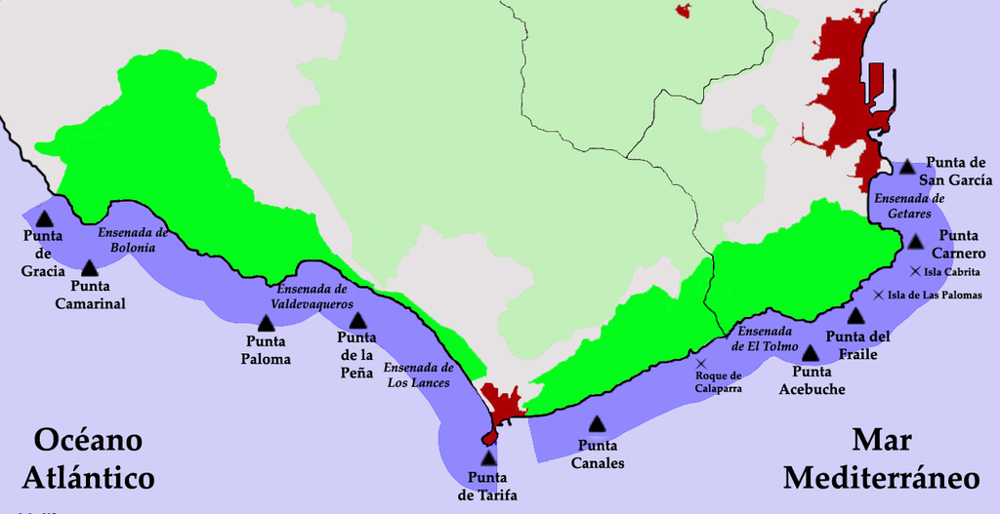 Punta de
San García
Ensenada de
Getares
Punta
de
Gracia
Ensenada de
Bolonia
Punta
Carnero
Punta
Camarinal
Isla Cabrita
Ensenada de
Valdevaqueros
Isla de Las Palomas
Punta
Paloma
Punta
de la
Peña
Ensenada
de El Tolmo
Punta del
Fraile
Ensenada de
Los Lances
Roque de
Calaparra
Punta
Acebuche
Océano
Atlántico
Punta
Canales
Mar
Mediterráneo
Punta
de Tarifa